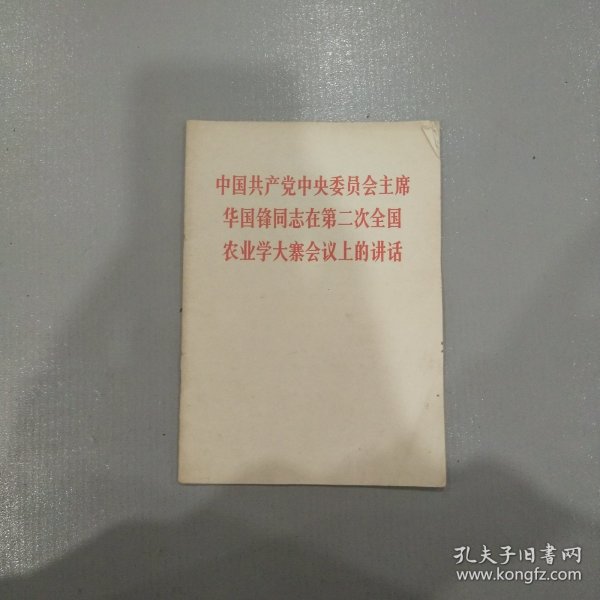 中国共产党中央委员会主席
华国锋同志在第二次全国
农业学大寨会议上的讲话
孔夫子旧书网
www.kongfz.com